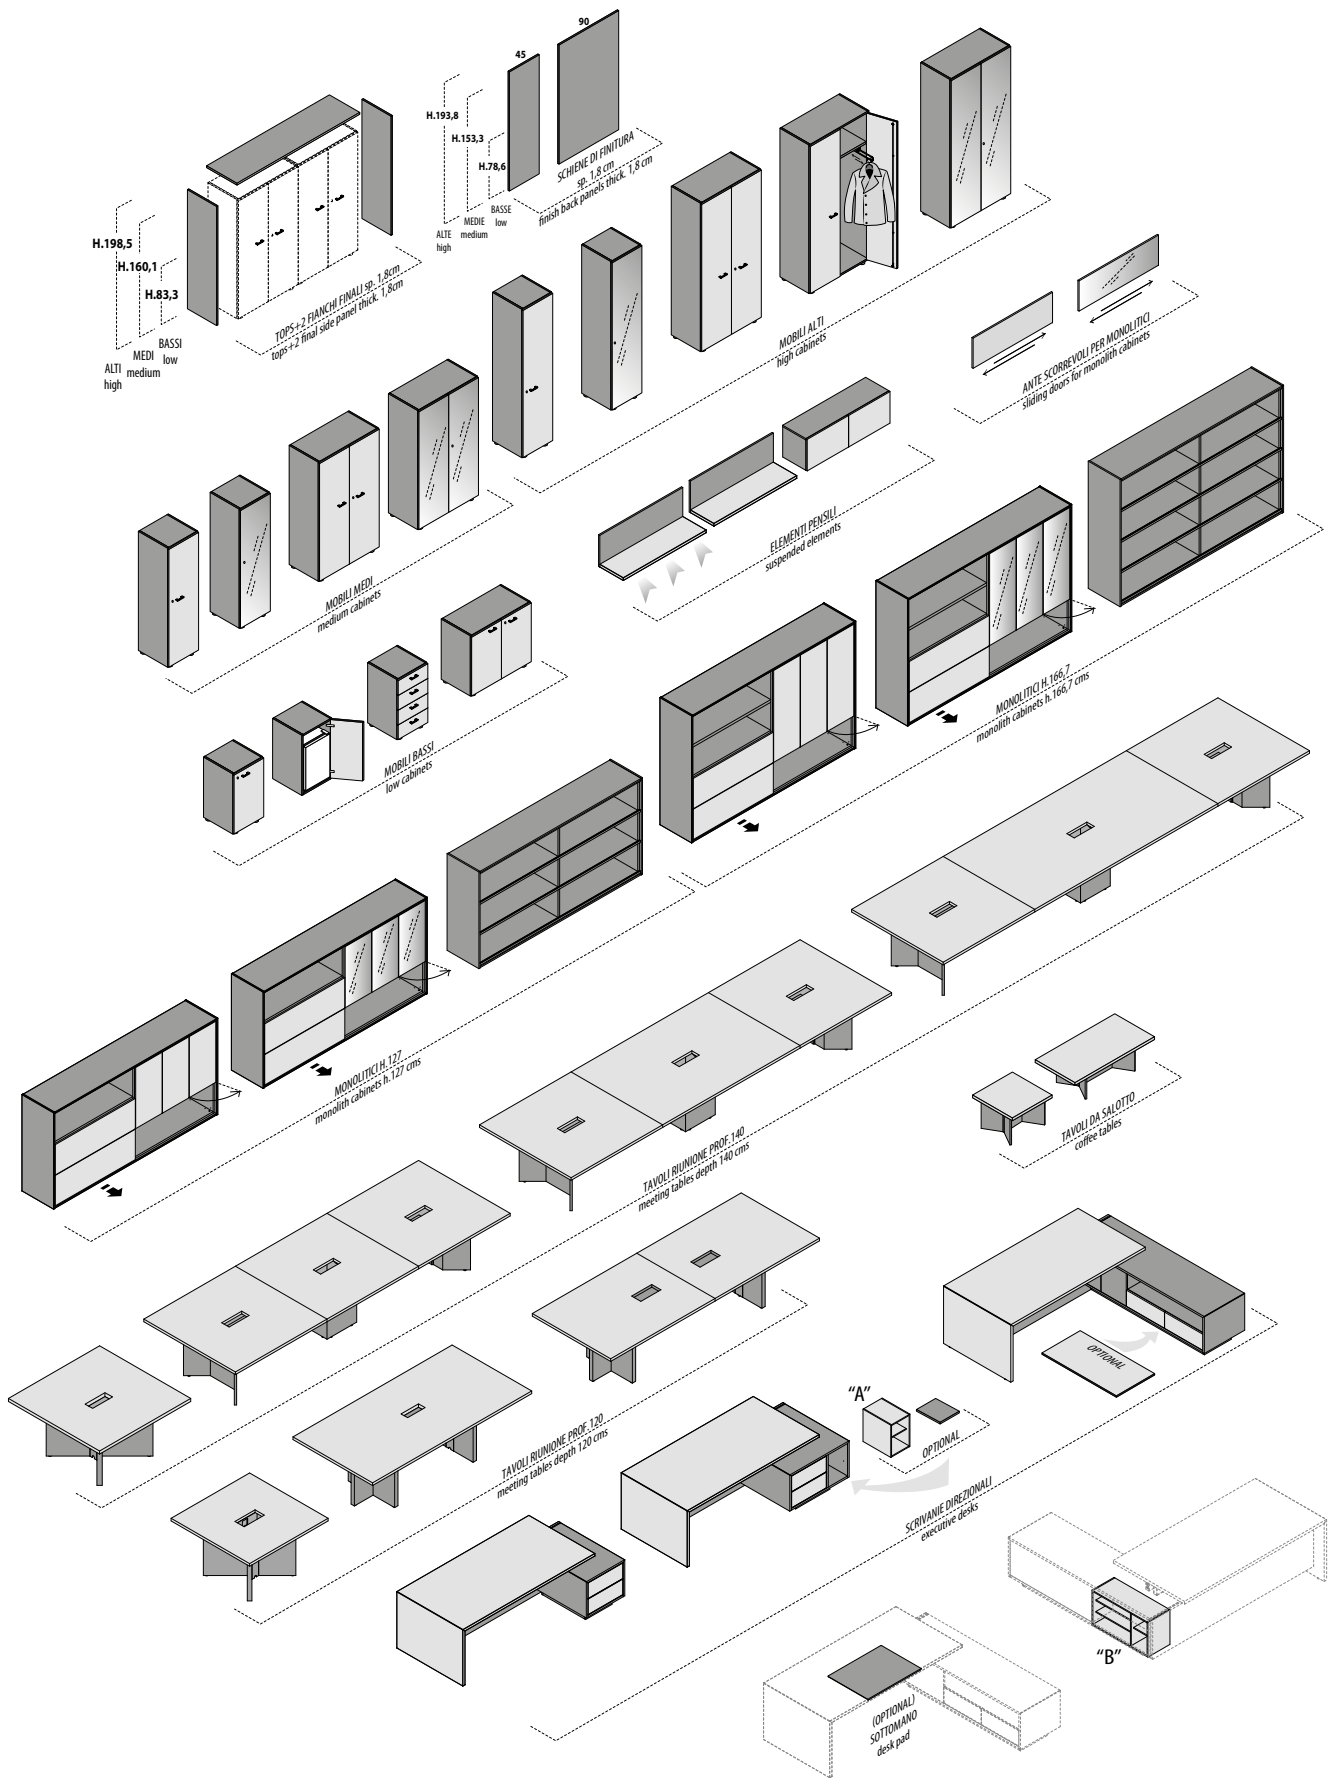 90
45
H.193,8
H.153,3
H.78,6
ALTE
high
MEDIE
medium
BASSE
low
SCHIENE DI FINITURA
sp. 1,8 cm
finish back panels thick. 1,8 cm
H.198,5
H.160,1
H.83,3
ALTI
high
MEDI
medium
BASSI
low
TOPS+2 FIANCHI FINALI sp. 1,8cm
tops+2 final side panel thick. 1,8cm
MOBILI ALTI
high cabinets
ANTE SCORREVOLI PER MONOLITICI
sliding doors for monolith cabinets
ELEMENTI PENSILI
suspended elements
MOBILI MEDI
medium cabinets
MOBILI BASSI
low cabinets
MONOLITICI H.166,7
monolith cabinets h.166,7 cms
MONOLITICI H.127
monolith cabinets h.127 cms
TAVOLI DA SALOTTO
coffee tables
TAVOLI RIUNIONE PROF.140
meeting tables depth 140 cms
TAVOLI RIUNIONE PROF.120
meeting tables depth 120 cms
OPTIONAL
“A”
OPTIONAL
SCRIVANIE DIREZIONALI
executive desks
“B”
(OPTIONAL)
SOTTOMANO
desk pad